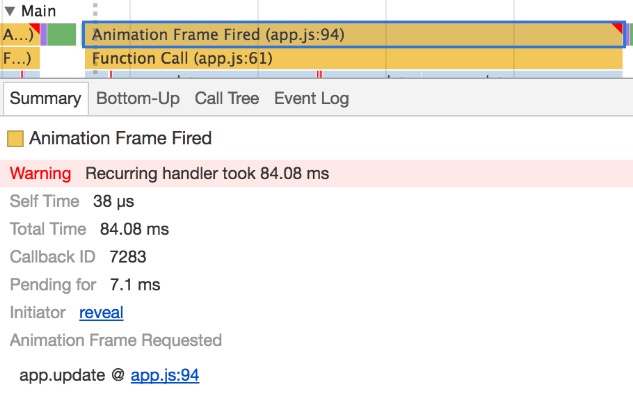 ▼ Main
A...) Animation Frame Fired (app.js:94)
F...) Function Call (app.js:61)
Summary Bottom-Up Call Tree Event Log
Animation Frame Fired
Warning Recurring handler took 84.08 ms
Self Time 38 µs
Total Time 84.08 ms
Callback ID 7283
Pending for 7.1 ms
Initiator reveal
Animation Frame Requested
app.update @ app.js:94